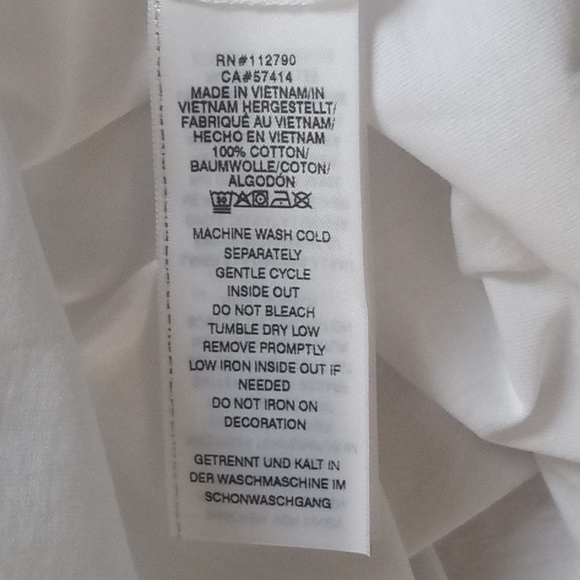 RN#112790
CA#57414
MADE IN VIETNAM/IN
VIETNAM HERGESTELLT/
FABRIQUÉ AU VIETNAM/
HECHO EN VIETNAM
100% COTTON/
BAUMWOLLE/COTON/
ALGODÓN
30
MACHINE WASH COLD
SEPARATELY
GENTLE CYCLE
INSIDE OUT
DO NOT BLEACH
TUMBLE DRY LOW
REMOVE PROMPTLY
LOW IRON INSIDE OUT IF
NEEDED
DO NOT IRON ON
DECORATION
GETRENNT UND KALT IN
DER WASCHMASCHINE IM
SCHONWASCHGANG